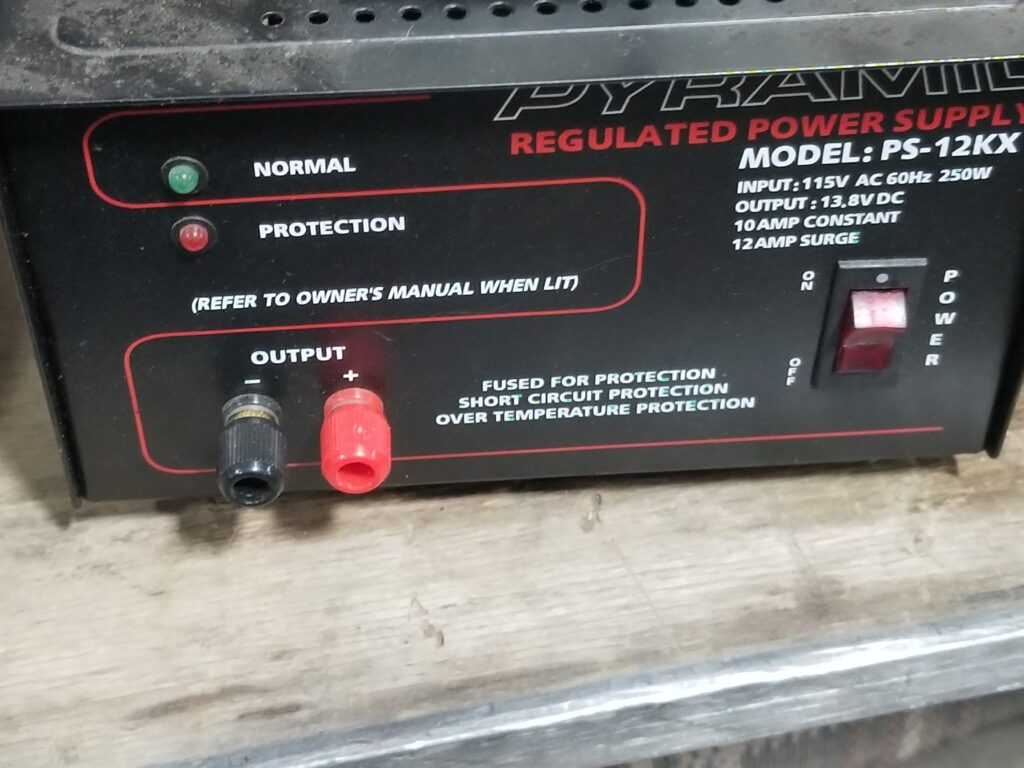 PYRAMID
REGULATED POWER SUPPLY
MODEL: PS-12KX
INPUT: 115V AC 60Hz 250W
OUTPUT : 13.8V DC
10 AMP CONSTANT
12 AMP SURGE
NORMAL
PROTECTION
(REFER TO OWNER'S MANUAL WHEN LIT)
ON
POWER
OFF
OUTPUT
- +
FUSED FOR PROTECTION
SHORT CIRCUIT PROTECTION
OVER TEMPERATURE PROTECTION